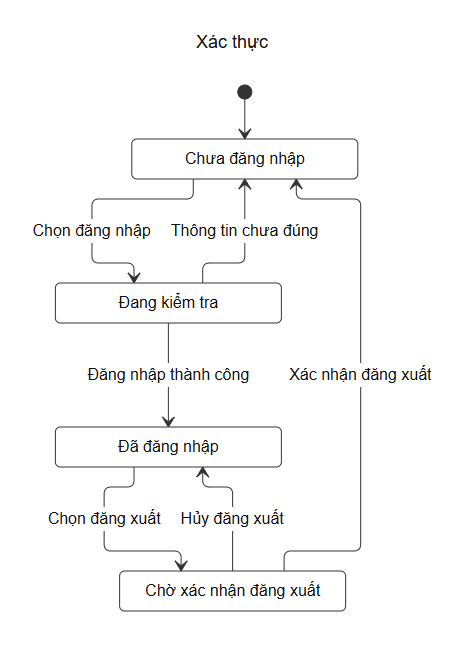 Xác thực
Chưa đăng nhập
Chọn đăng nhập
Thông tin chưa đúng
Đang kiểm tra
Đăng nhập thành công
Xác nhận đăng xuất
Đã đăng nhập
Chọn đăng xuất
Hủy đăng xuất
Chờ xác nhận đăng xuất